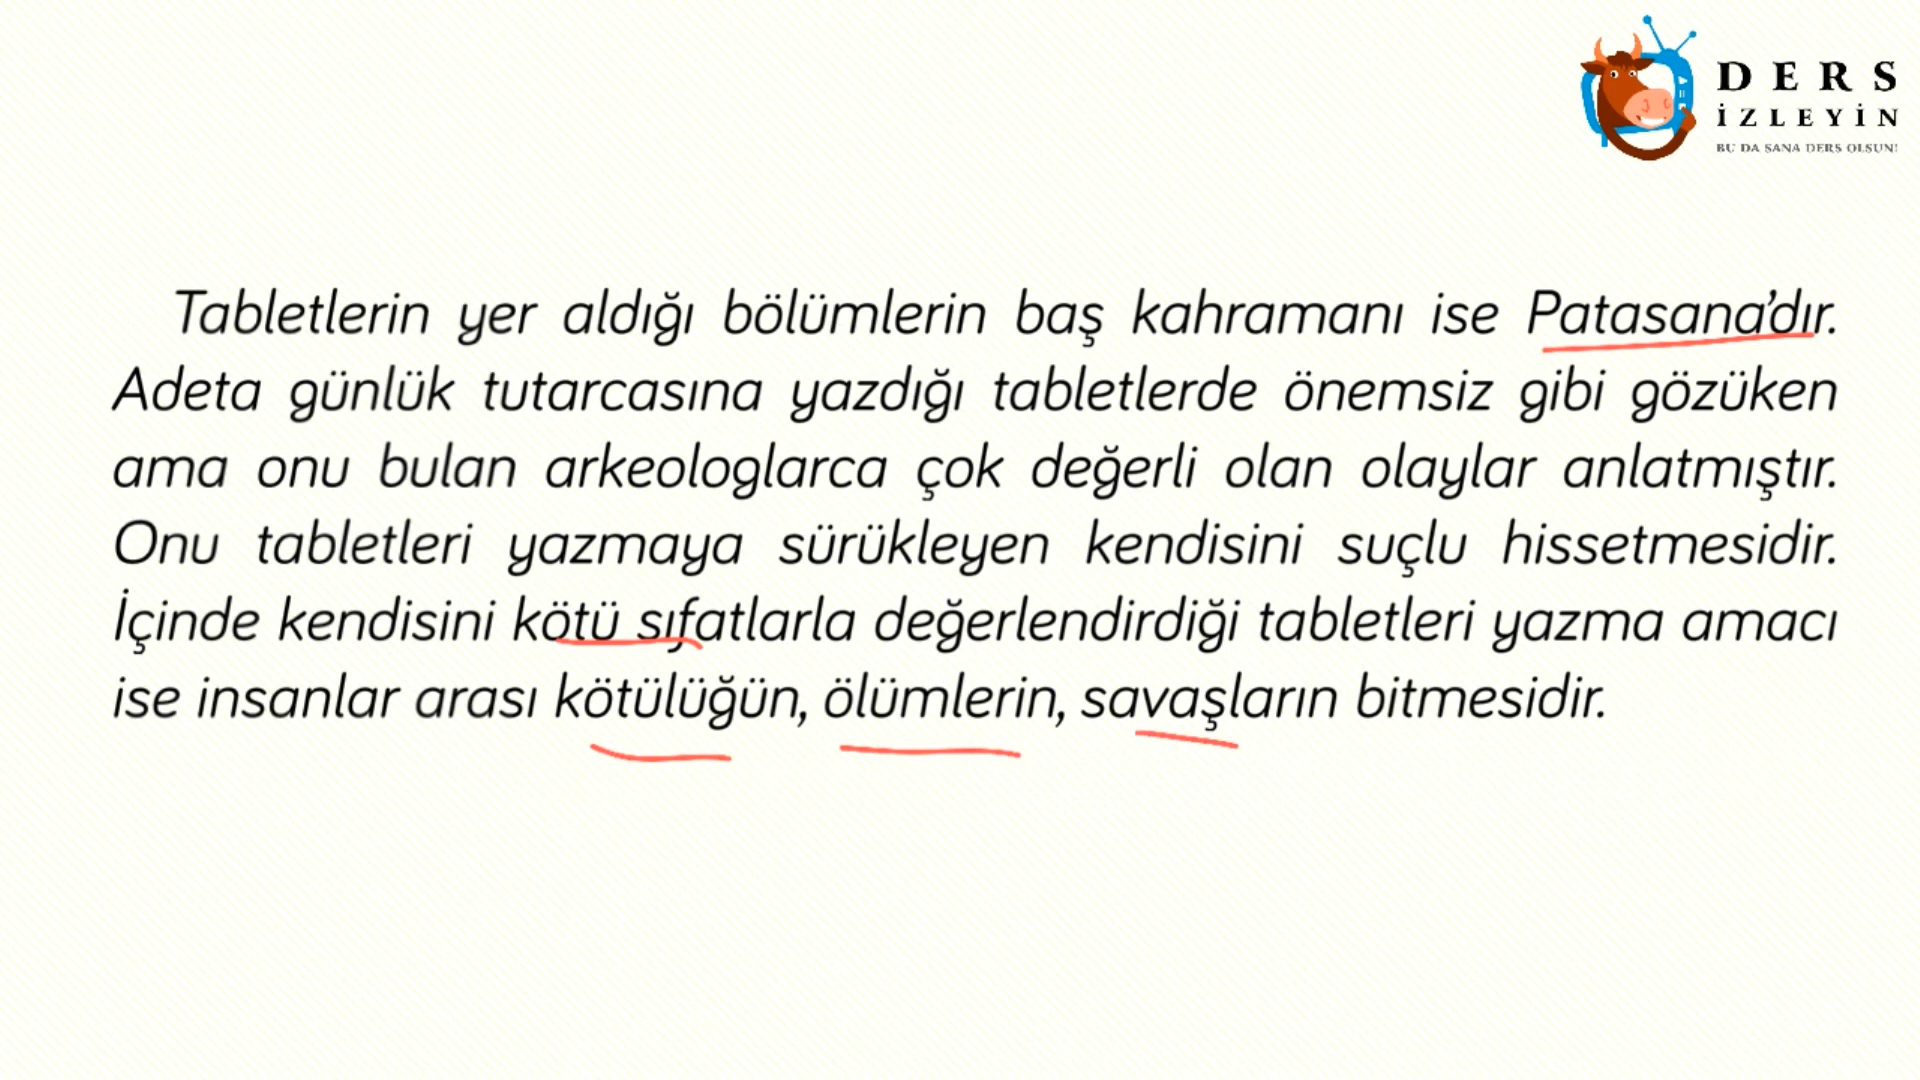 DERS
İZLEYİN
BU DA SANA DERS OLSUN!
Tabletlerin yer aldığı bölümlerin baş kahramanı ise Patasana’dır.
Adeta günlük tutarcasına yazdığı tabletlerde önemsiz gibi gözüken
ama onu bulan arkeologlarca çok değerli olan olaylar anlatmıştır.
Onu tabletleri yazmaya sürükleyen kendisini suçlu hissetmesidir.
İçinde kendisini kötü sıfatlarla değerlendirdiği tabletleri yazma amacı
ise insanlar arası kötülüğün, ölümlerin, savaşların bitmesidir.